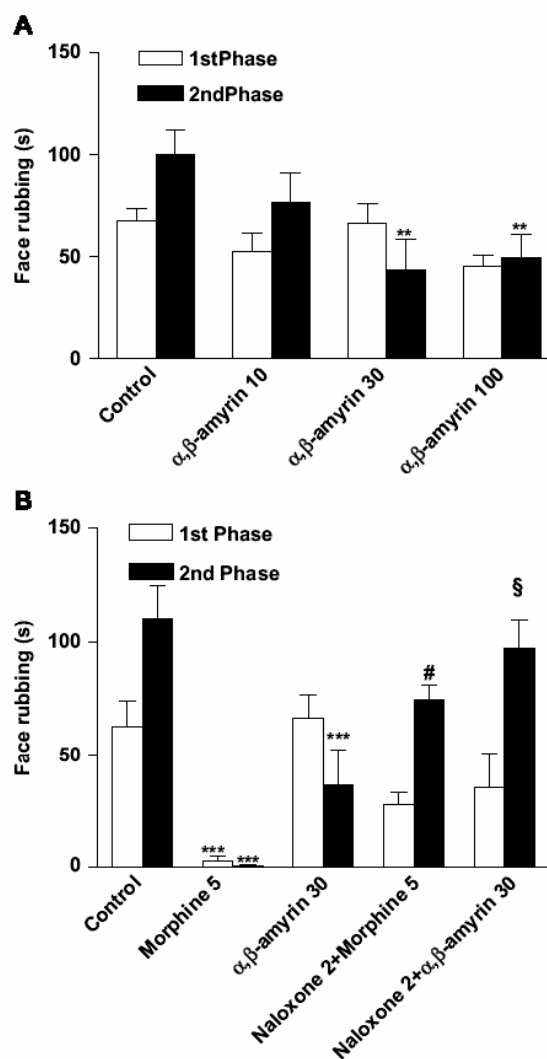 A
150
1stPhase
2ndPhase
100
50
0
Face rubbing (s)
**
**
Control
α,β-amyrin 10
α,β-amyrin 30
α,β-amyrin 100
B
150
1st Phase
2nd Phase
100
50
0
Face rubbing (s)
***
***
***
#
§
Control
Morphine 5
α,β-amyrin 30
Naloxone 2+Morphine 5
Naloxone 2+α,β-amyrin 30